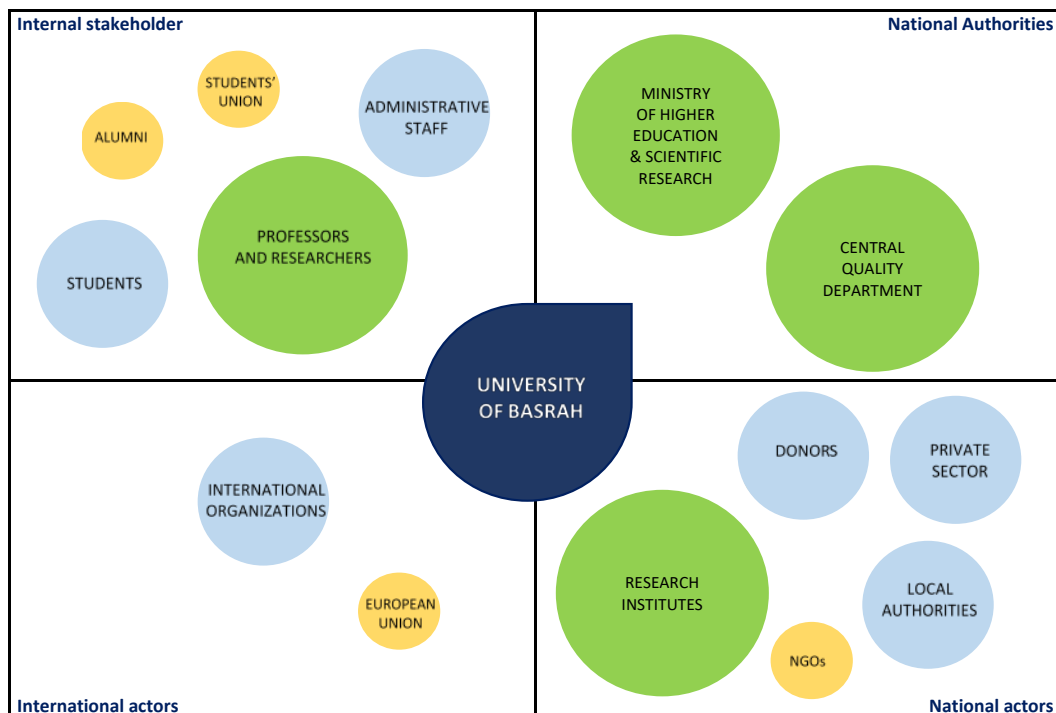 Internal stakeholder
STUDENTS'
UNION
ALUMNI
ADMINISTRATIVE
STAFF
PROFESSORS
AND RESEARCHERS
STUDENTS
National Authorities
MINISTRY
OF HIGHER
EDUCATION
& SCIENTIFIC
RESEARCH
CENTRAL
QUALITY
DEPARTMENT
UNIVERSITY
OF BASRAH
INTERNATIONAL
ORGANIZATIONS
EUROPEAN
UNION
International actors
DONORS
PRIVATE
SECTOR
RESEARCH
INSTITUTES
LOCAL
AUTHORITIES
NGOs
National actors